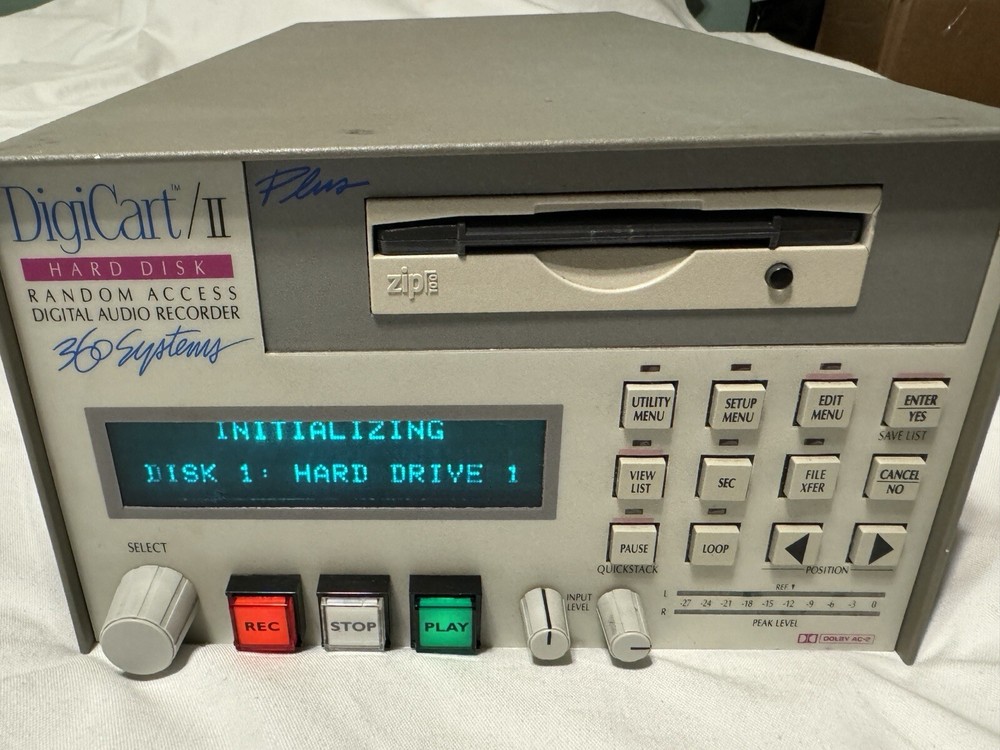 DigiCart™/II
Plus
HARD DISK
RANDOM ACCESS
DIGITAL AUDIO RECORDER
360 Systems
zip 100
INITIALIZING
DISK 1: HARD DRIVE 1
UTILITY MENU
SETUP MENU
EDIT MENU
ENTER YES
SAVE LIST
VIEW LIST
SEC
FILE XFER
CANCEL NO
PAUSE
LOOP
◀
▶
QUICKSTACK
POSITION
SELECT
REC
STOP
PLAY
INPUT LEVEL
REF.↑
L
-27 -24 -21 -18 -15 -12 -9 -6 -3 0
R
PEAK LEVEL
DOLBY AC-2